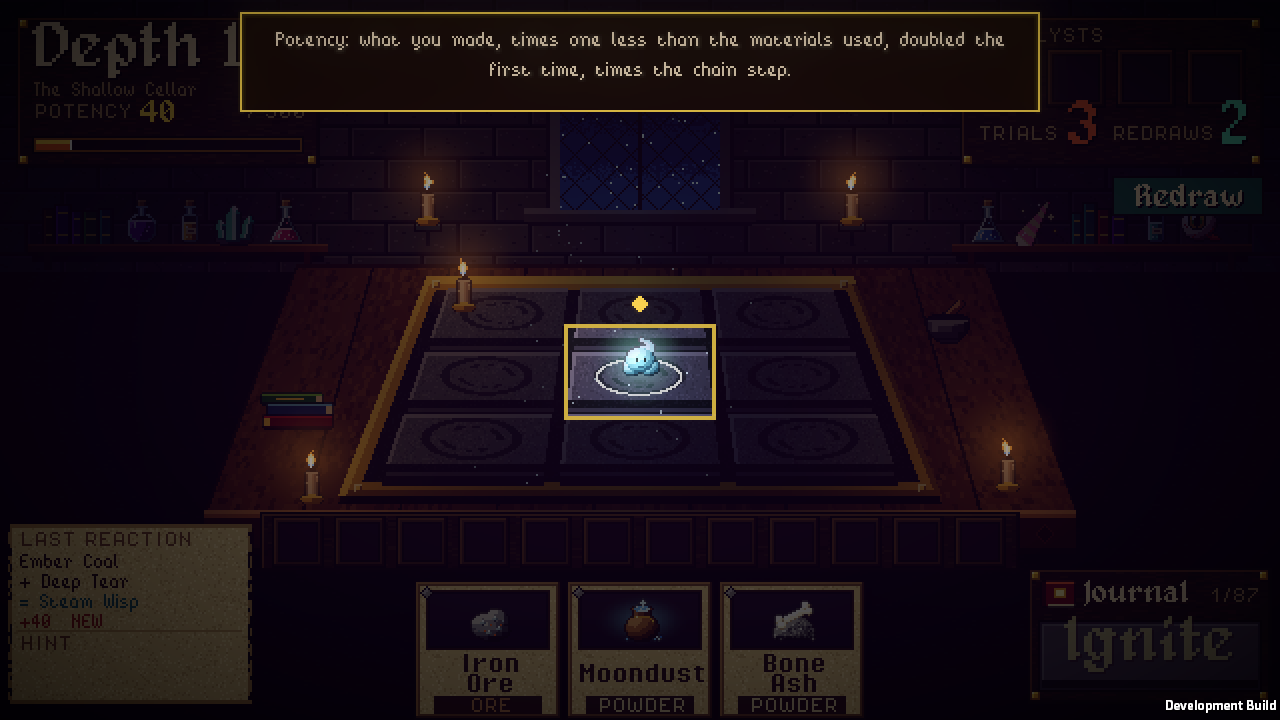 Potency: what you made, times one less than the materials used, doubled the
first time, times the chain step.
Depth 1
The Shallow Cellar
POTENCY 40
TRIALS 3 REDRAWS 2
Redraw
LAST REACTION
Ember Coal
+ Deep Tear
= Steam Wisp
+40 NEW
HINT
Iron
Ore
ORE
Moondust
POWDER
Bone
Ash
POWDER
Journal 1/87
Ignite
Development Build